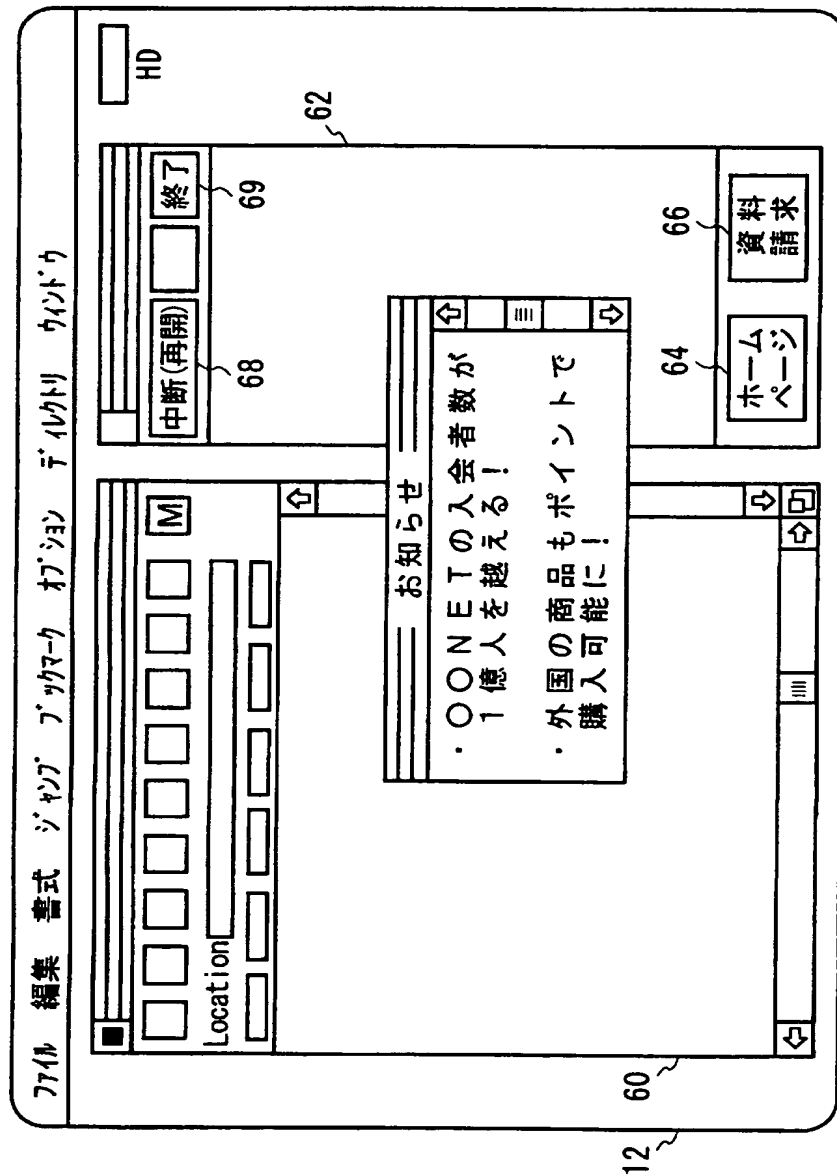 ファイル 編集 書式 ジャンプ ブックマーク オプション ディレクトリ ウィンドウ
HD
M
Location
中断(再開)
終了
68
69
62
お知らせ
・〇〇NETの入会者数が
1億人を越える!
・外国の商品もポイントで
購入可能に!
64
66
ホーム
ページ
資料
請求
60
12